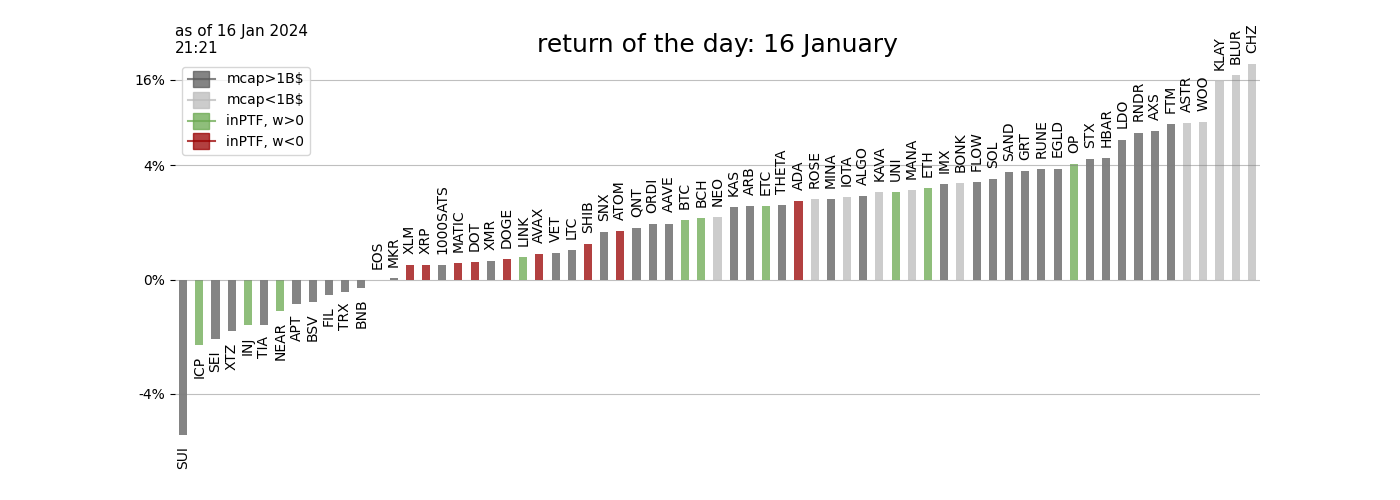 as of 16 Jan 2024
21:21
return of the day: 16 January
mcap>1B$
mcap<1B$
inPTF, w>0
inPTF, w<0
16%
4%
0%
-4%
SUI
ICP
SEI
XTZ
INJ
TIA
NEAR
APT
BSV
FIL
TRX
BNB
EOS
MKR
XLM
XRP
1000SATS
MATIC
DOT
XMR
DOGE
LINK
AVAX
VET
LTC
SHIB
SNX
ATOM
QNT
ORDI
AAVE
BTC
BCH
NEO
KAS
ARB
ETC
THETA
ADA
ROSE
MINA
IOTA
ALGO
KAVA
UNI
MANA
ETH
IMX
BONK
FLOW
SOL
SAND
GRT
RUNE
EGLD
OP
STX
HBAR
LDO
RNDR
AXS
FTM
ASTR
WOO
KLAY
BLUR
CHZ